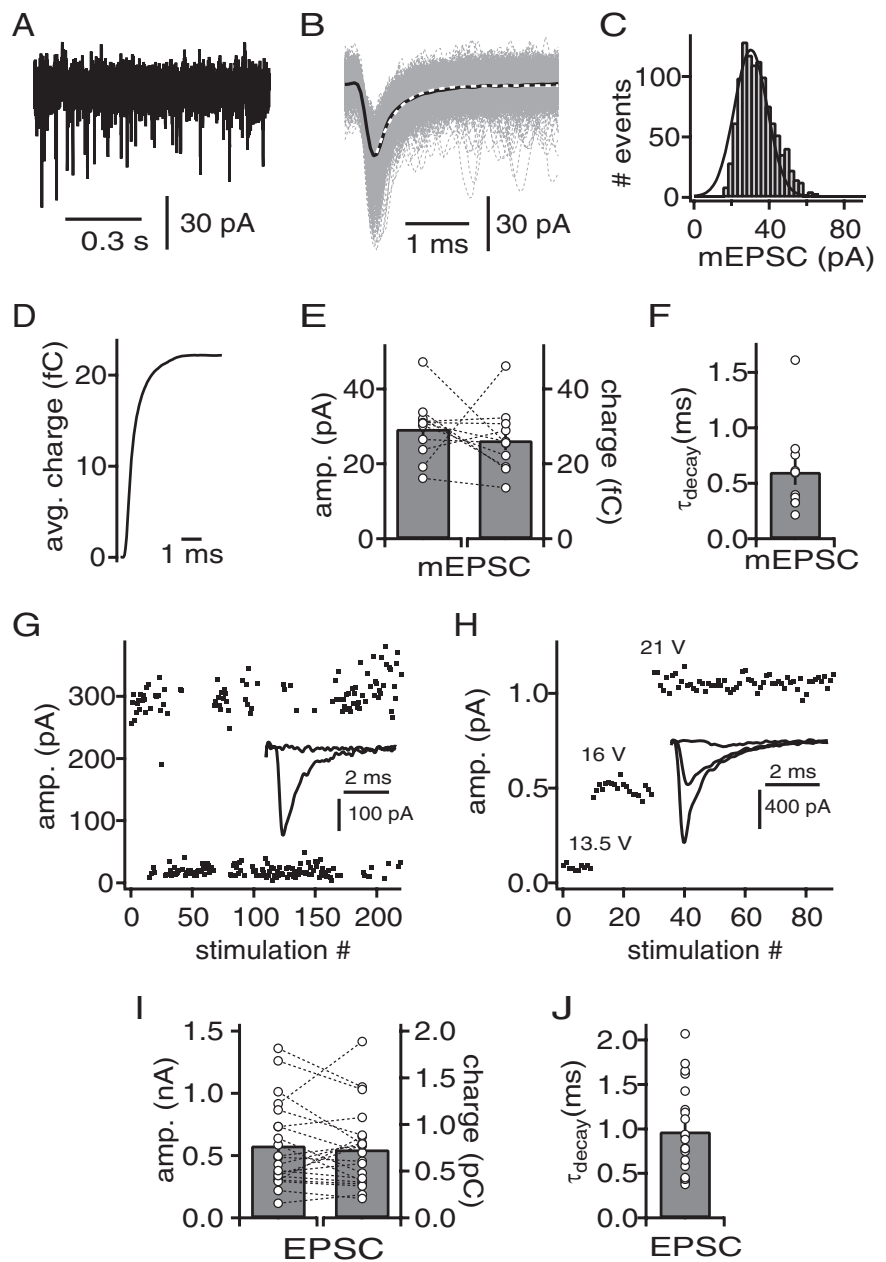 A
0.3 s
30 pA
B
1 ms
30 pA
C
# events
100
50
0
0 40 80
mEPSC (pA)
D
avg. charge (fC)
20
10
0
1 ms
E
amp. (pA)
40
20
0
40
20
0
charge (fC)
mEPSC
F
τdecay(ms)
1.5
1.0
0.5
0.0
mEPSC
G
amp. (pA)
300
200
100
0
2 ms
100 pA
0 50 100 150 200
stimulation #
H
amp. (pA)
1.0
0.5
0.0
21 V
16 V
13.5 V
2 ms
400 pA
0 20 40 60 80
stimulation #
I
amp. (nA)
1.5
1.0
0.5
0.0
2.0
1.5
1.0
0.5
0.0
charge (pC)
EPSC
J
τdecay(ms)
2.0
1.0
0.0
EPSC